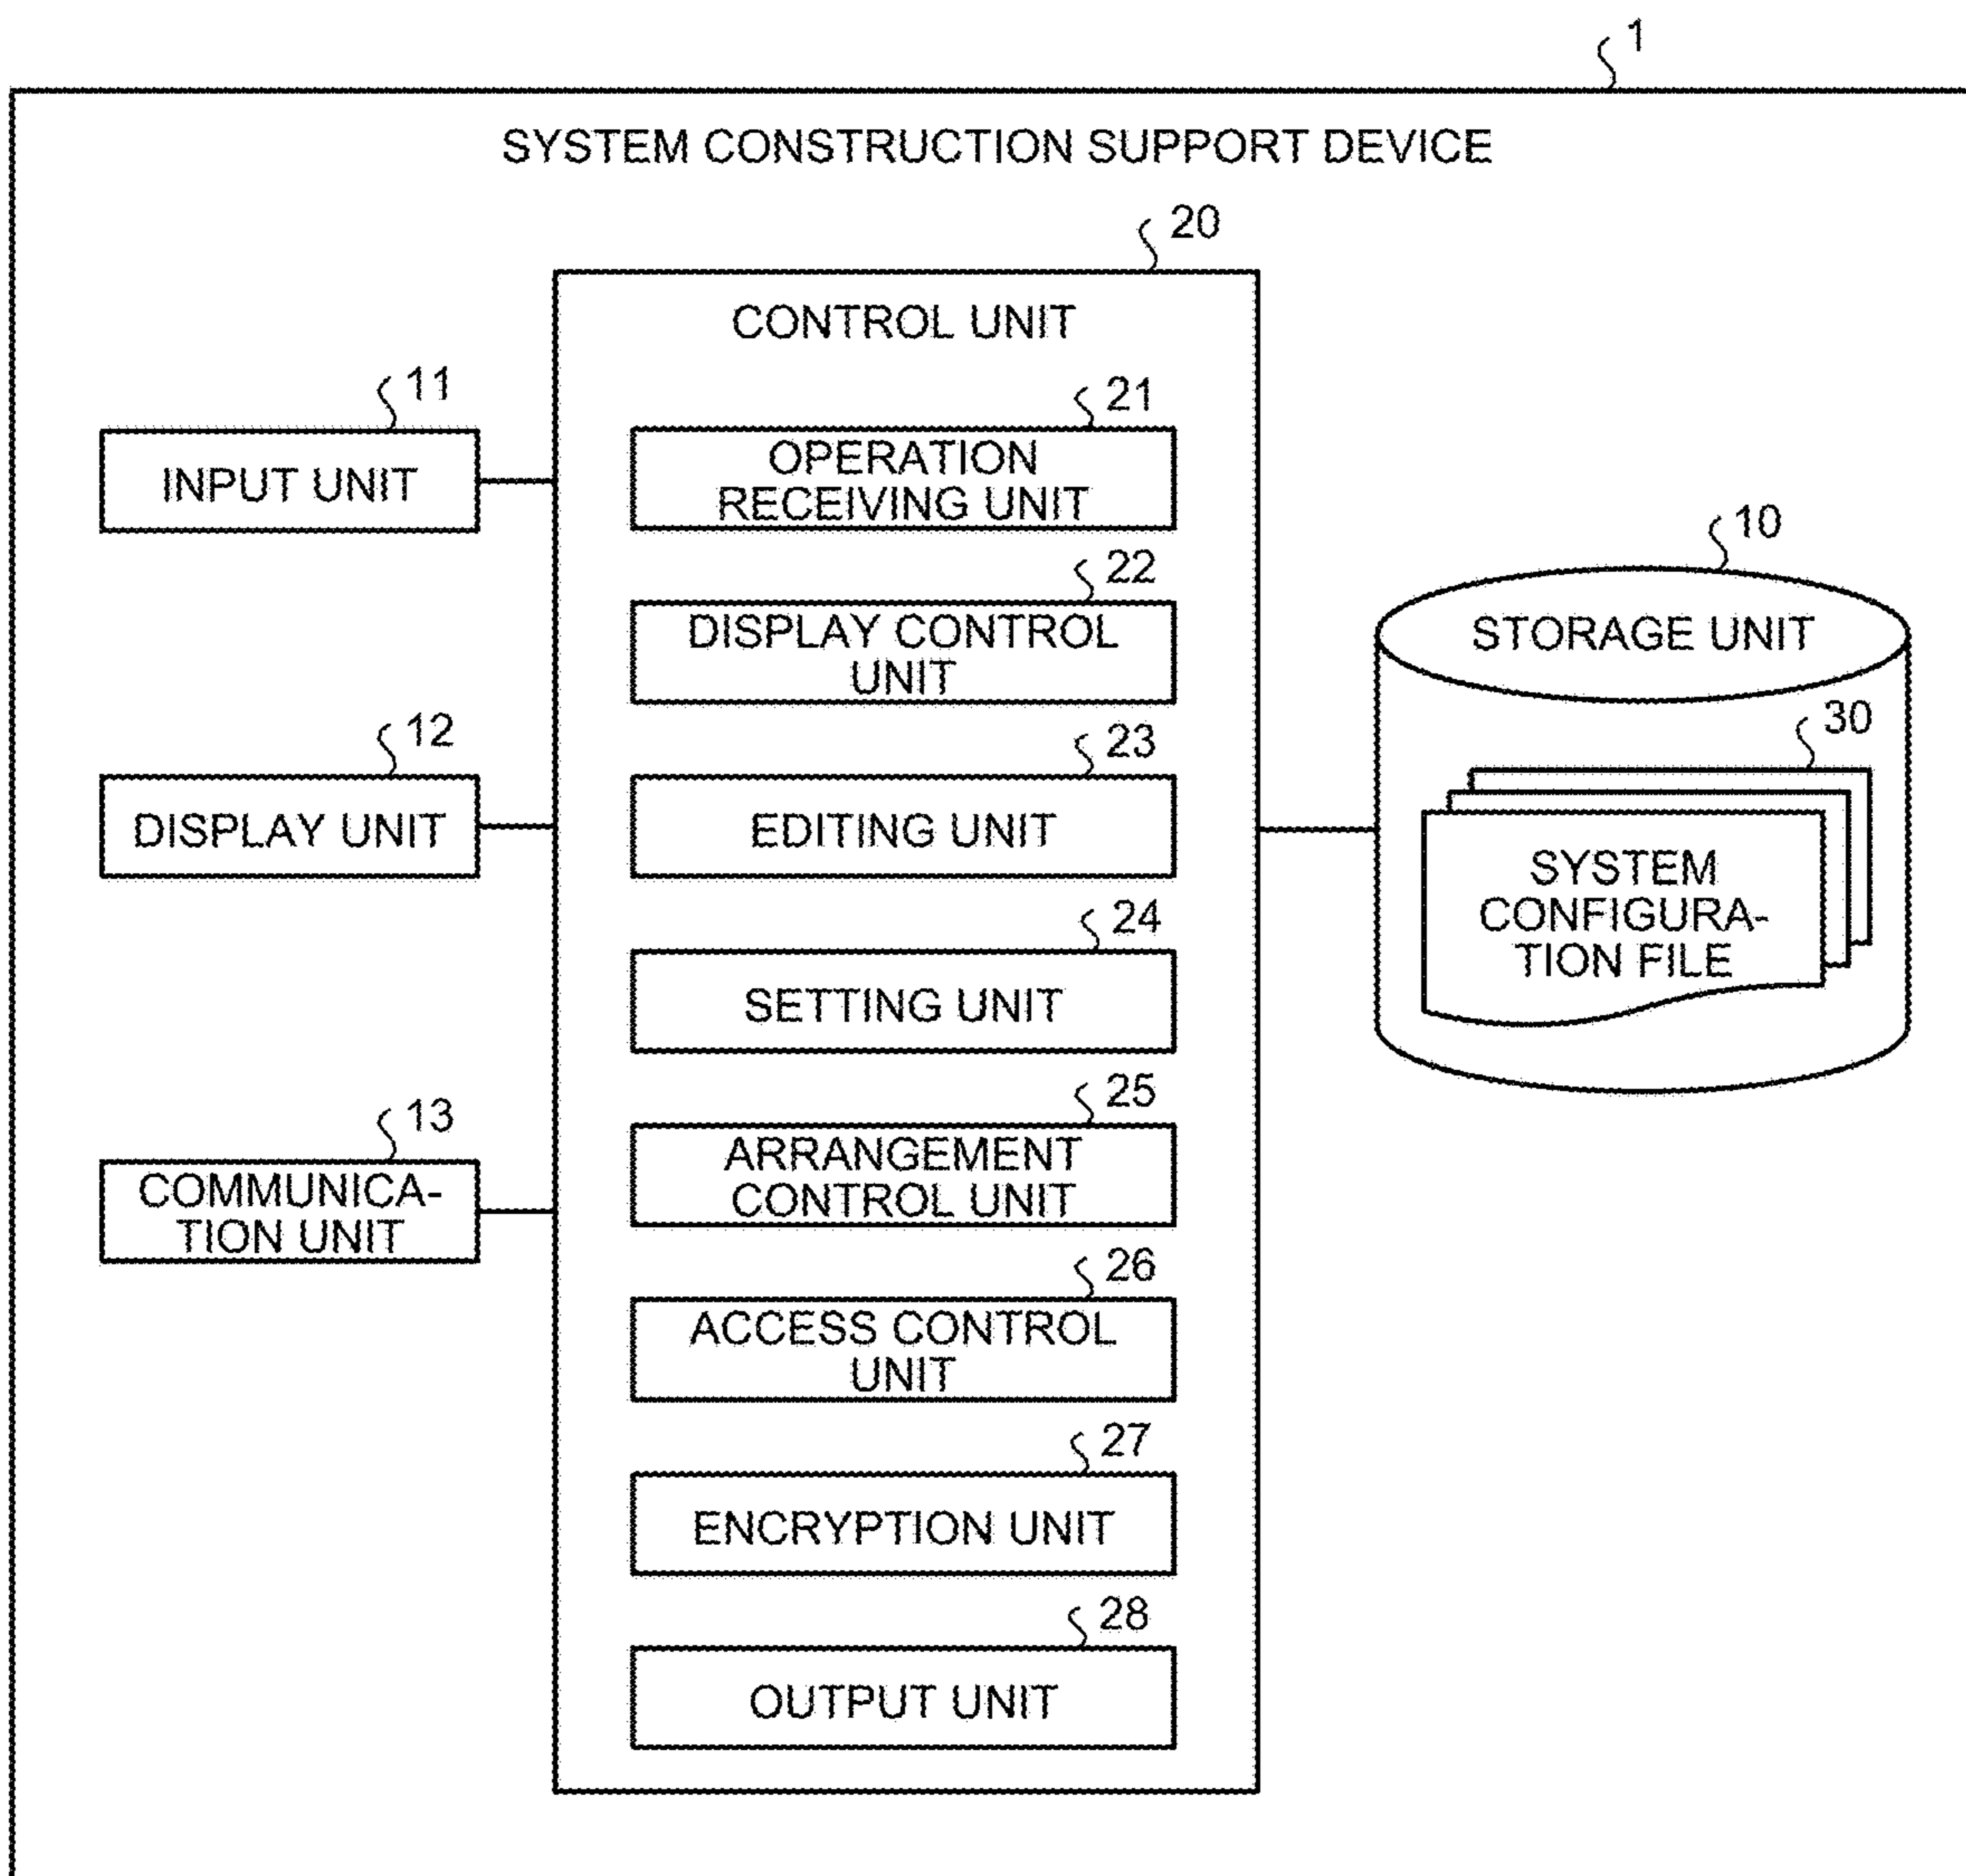 1
SYSTEM CONSTRUCTION SUPPORT DEVICE
20
CONTROL UNIT
11
INPUT UNIT
12
DISPLAY UNIT
13
COMMUNICA-
TION UNIT
21
OPERATION
RECEIVING UNIT
22
DISPLAY CONTROL
UNIT
23
EDITING UNIT
24
SETTING UNIT
25
ARRANGEMENT
CONTROL UNIT
26
ACCESS CONTROL
UNIT
27
ENCRYPTION UNIT
28
OUTPUT UNIT
10
STORAGE UNIT
30
SYSTEM
CONFIGURA-
TION FILE